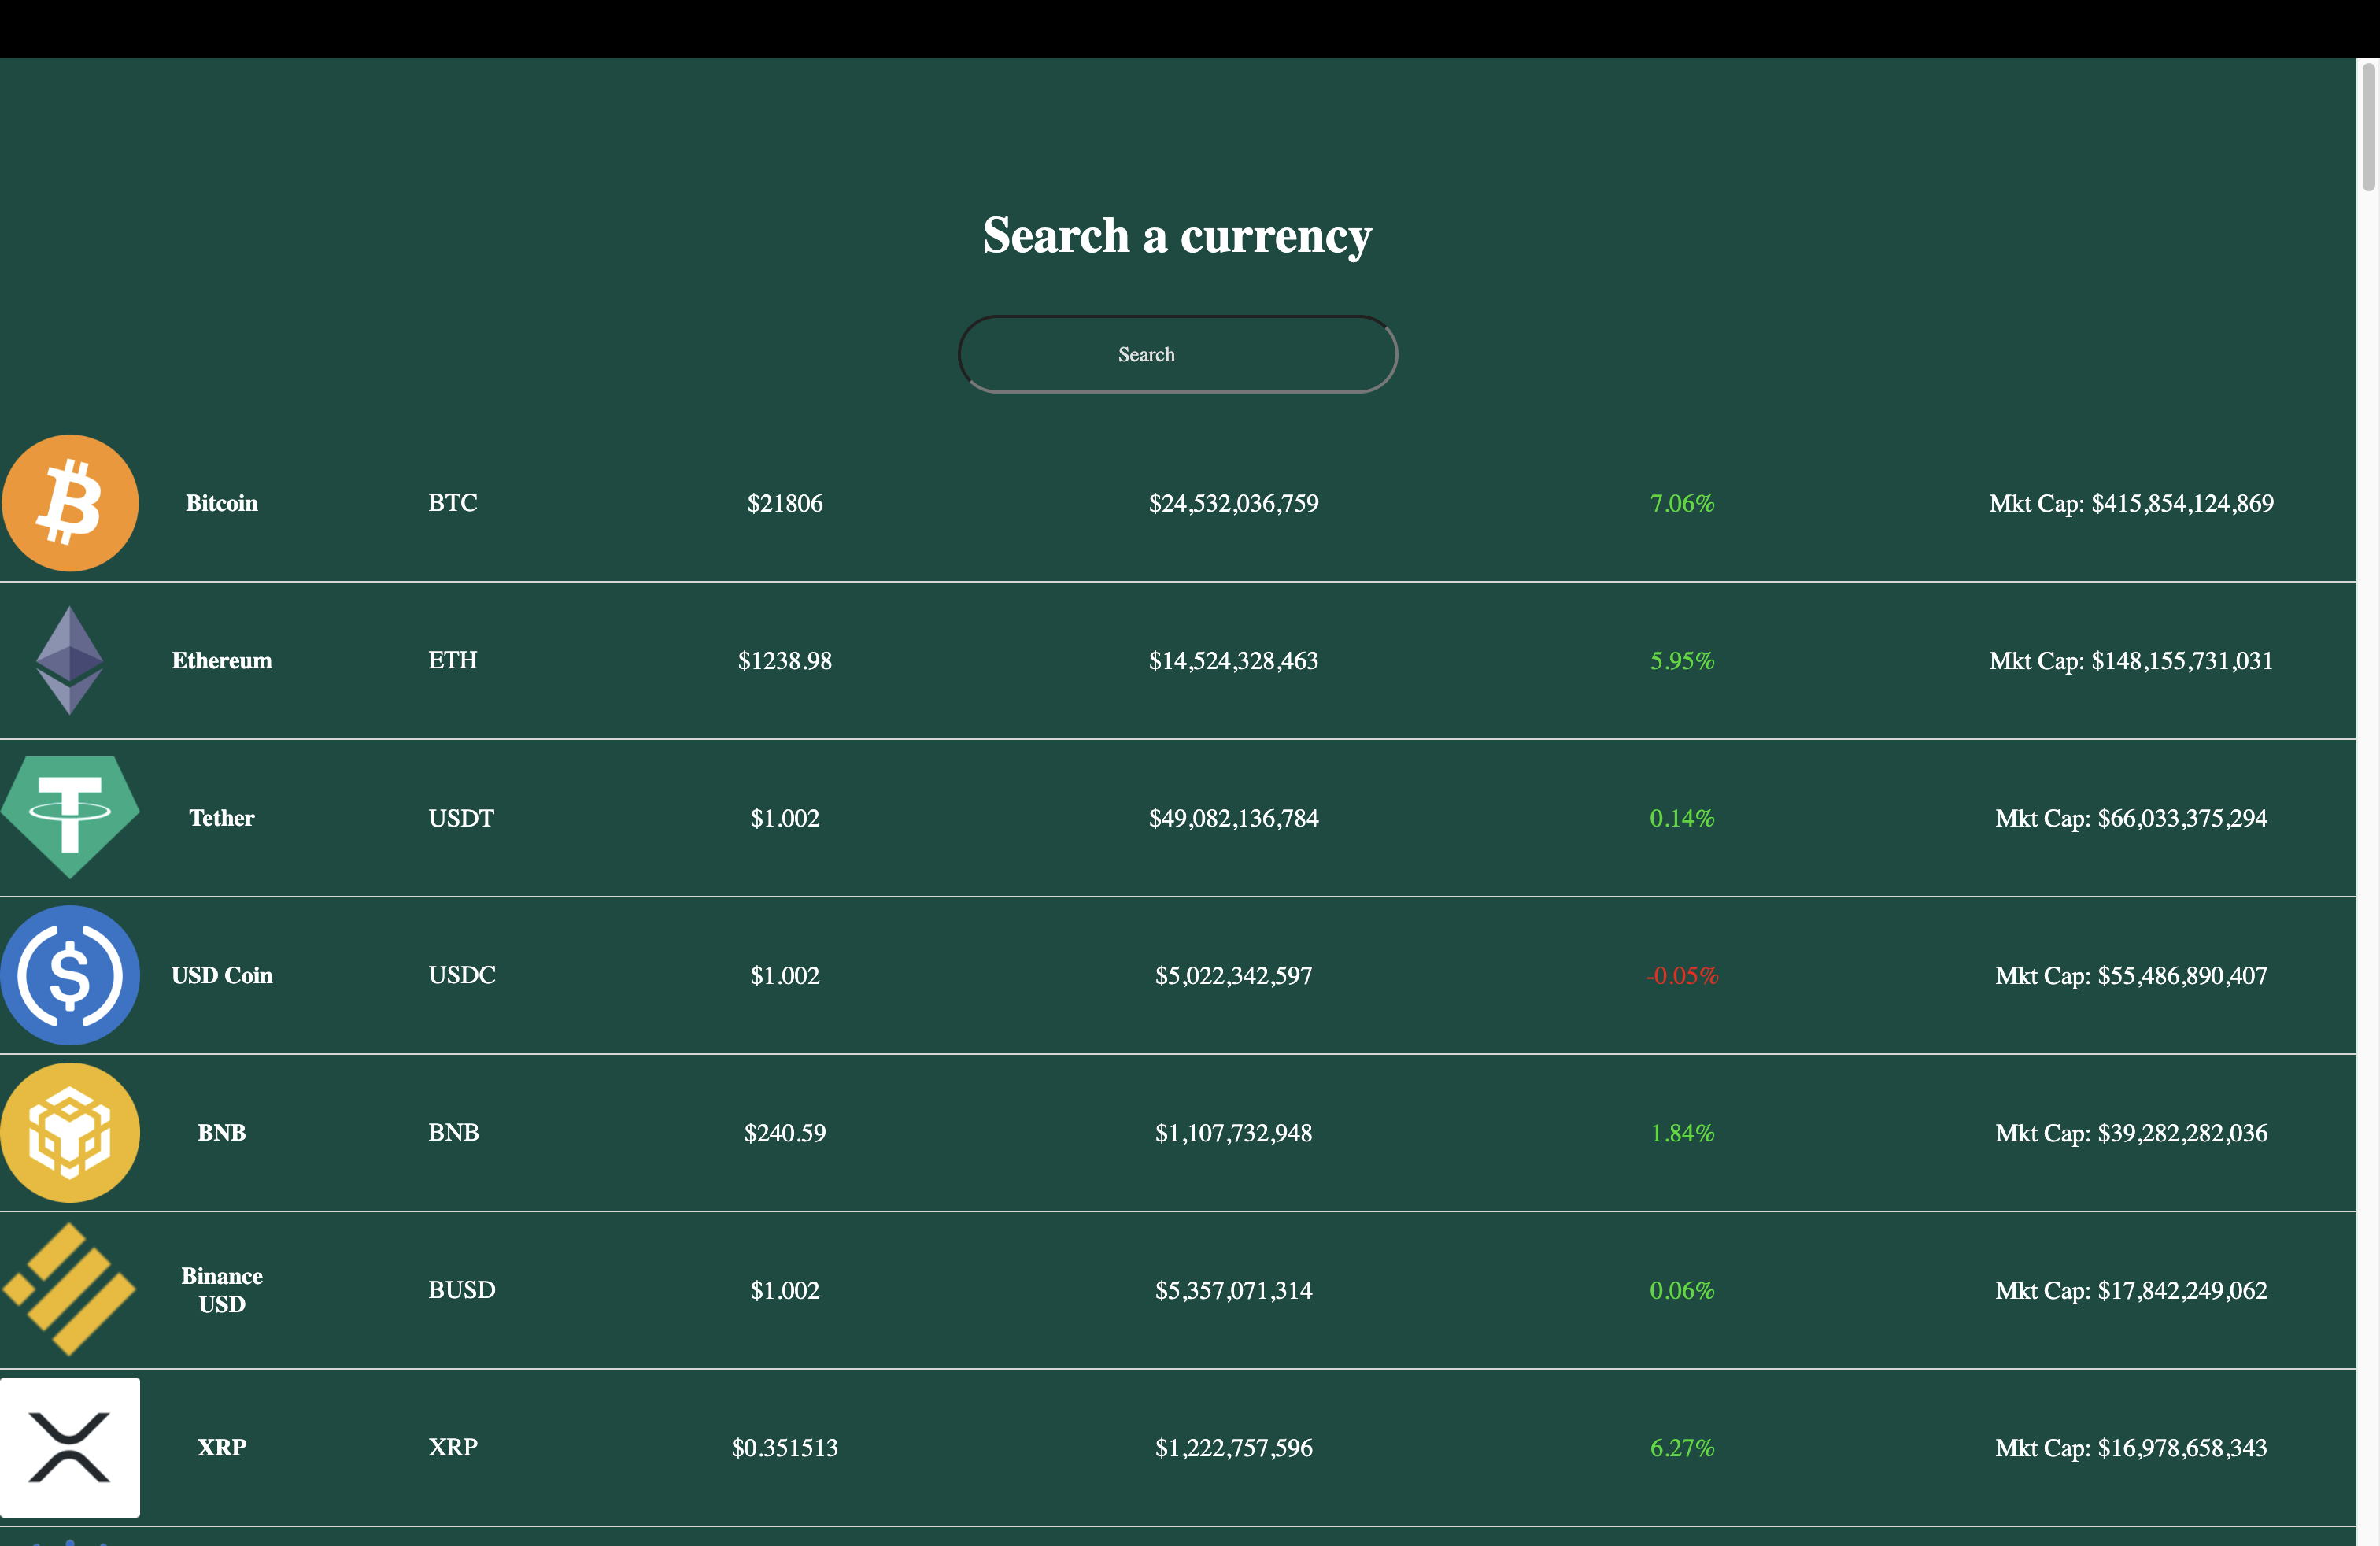 Search a currency
Search
Bitcoin BTC $21806 $24,532,036,759 7.06% Mkt Cap: $415,854,124,869
Ethereum ETH $1238.98 $14,524,328,463 5.95% Mkt Cap: $148,155,731,031
Tether USDT $1.002 $49,082,136,784 0.14% Mkt Cap: $66,033,375,294
USD Coin USDC $1.002 $5,022,342,597 -0.05% Mkt Cap: $55,486,890,407
BNB BNB $240.59 $1,107,732,948 1.84% Mkt Cap: $39,282,282,036
Binance
USD BUSD $1.002 $5,357,071,314 0.06% Mkt Cap: $17,842,249,062
XRP XRP $0.351513 $1,222,757,596 6.27% Mkt Cap: $16,978,658,343